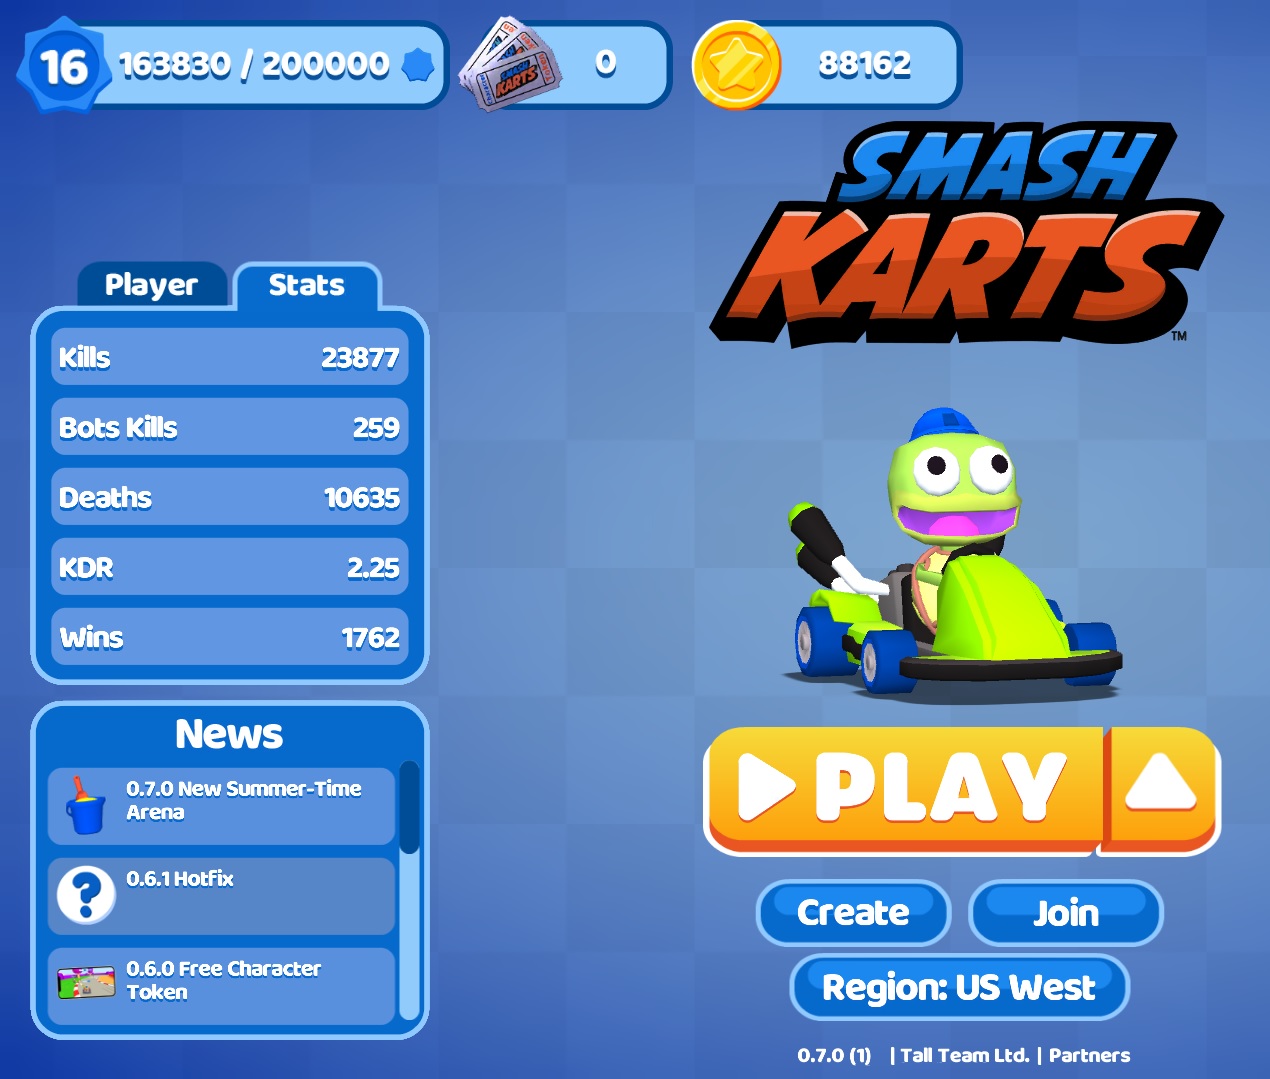 16
163830 / 200000
SMASH
KARTS
0
88162
SMASH
KARTS
TM
Player
Stats
Kills
23877
Bots Kills
259
Deaths
10635
KDR
2.25
Wins
1762
News
0.7.0 New Summer-Time
Arena
0.6.1 Hotfix
0.6.0 Free Character
Token
PLAY
Create
Join
Region: US West
0.7.0 (1) | Tall Team Ltd. | Partners